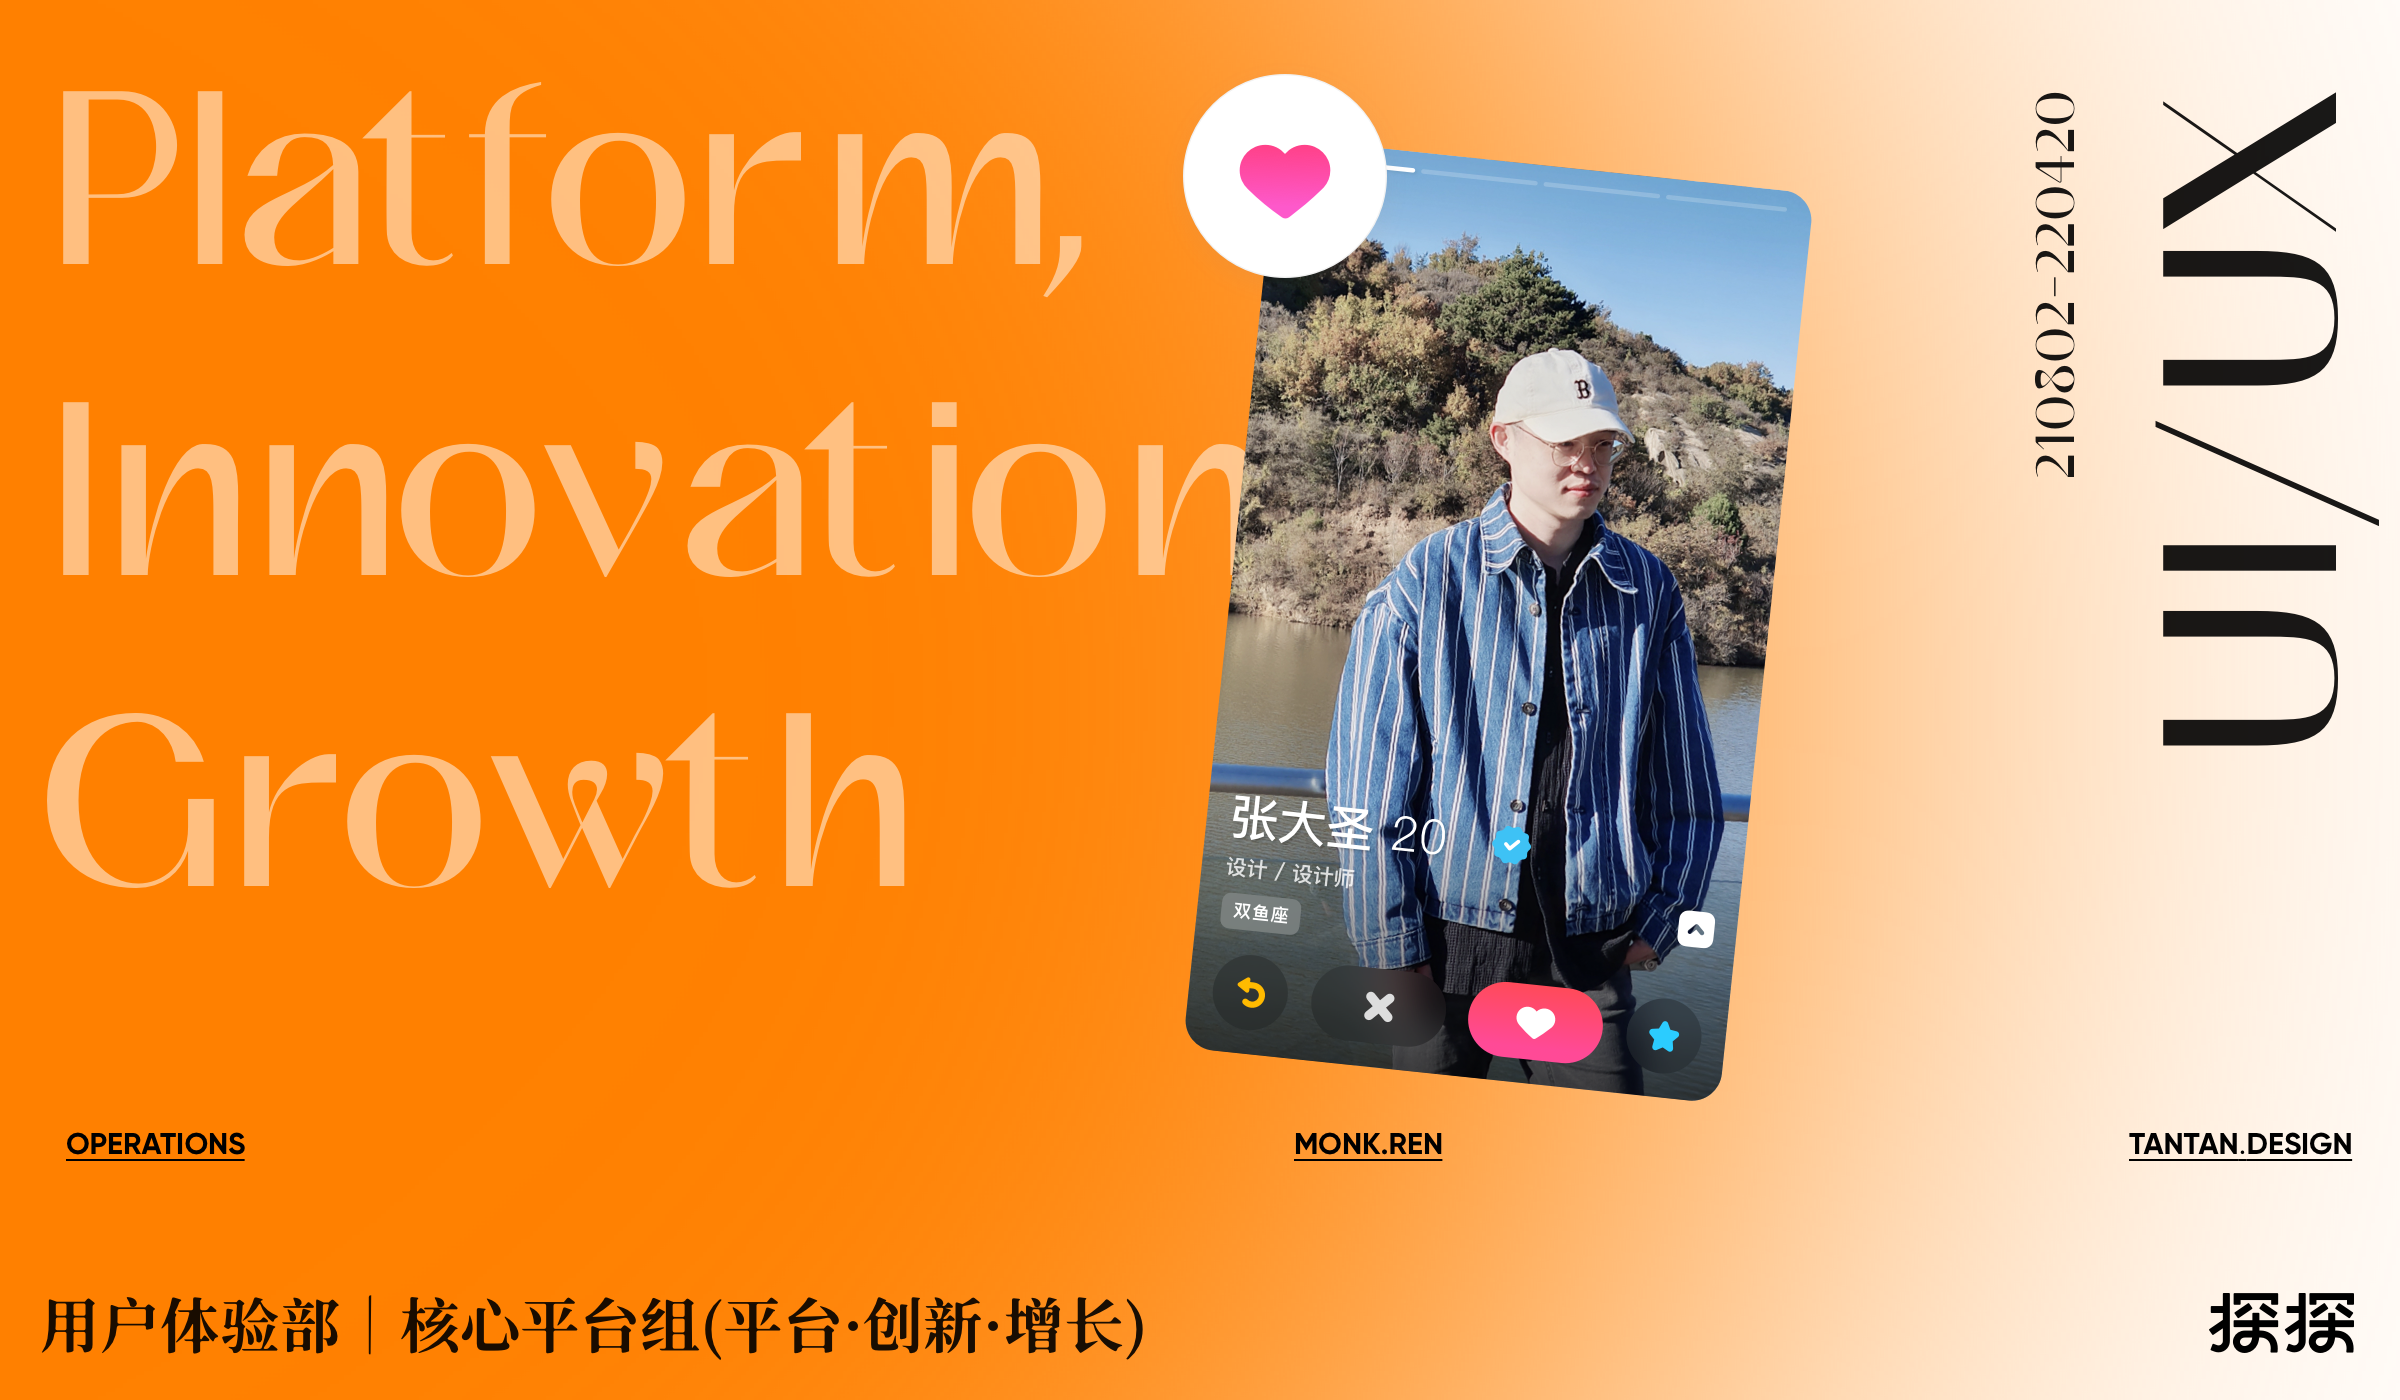 Platform,
Innovation
Growth
B
张大圣 20
设计 / 设计师
双鱼座
210802-220420
UI/UX
OPERATIONS
MONK.REN
TANTAN.DESIGN
用户体验部｜核心平台组(平台·创新·增长)
探探